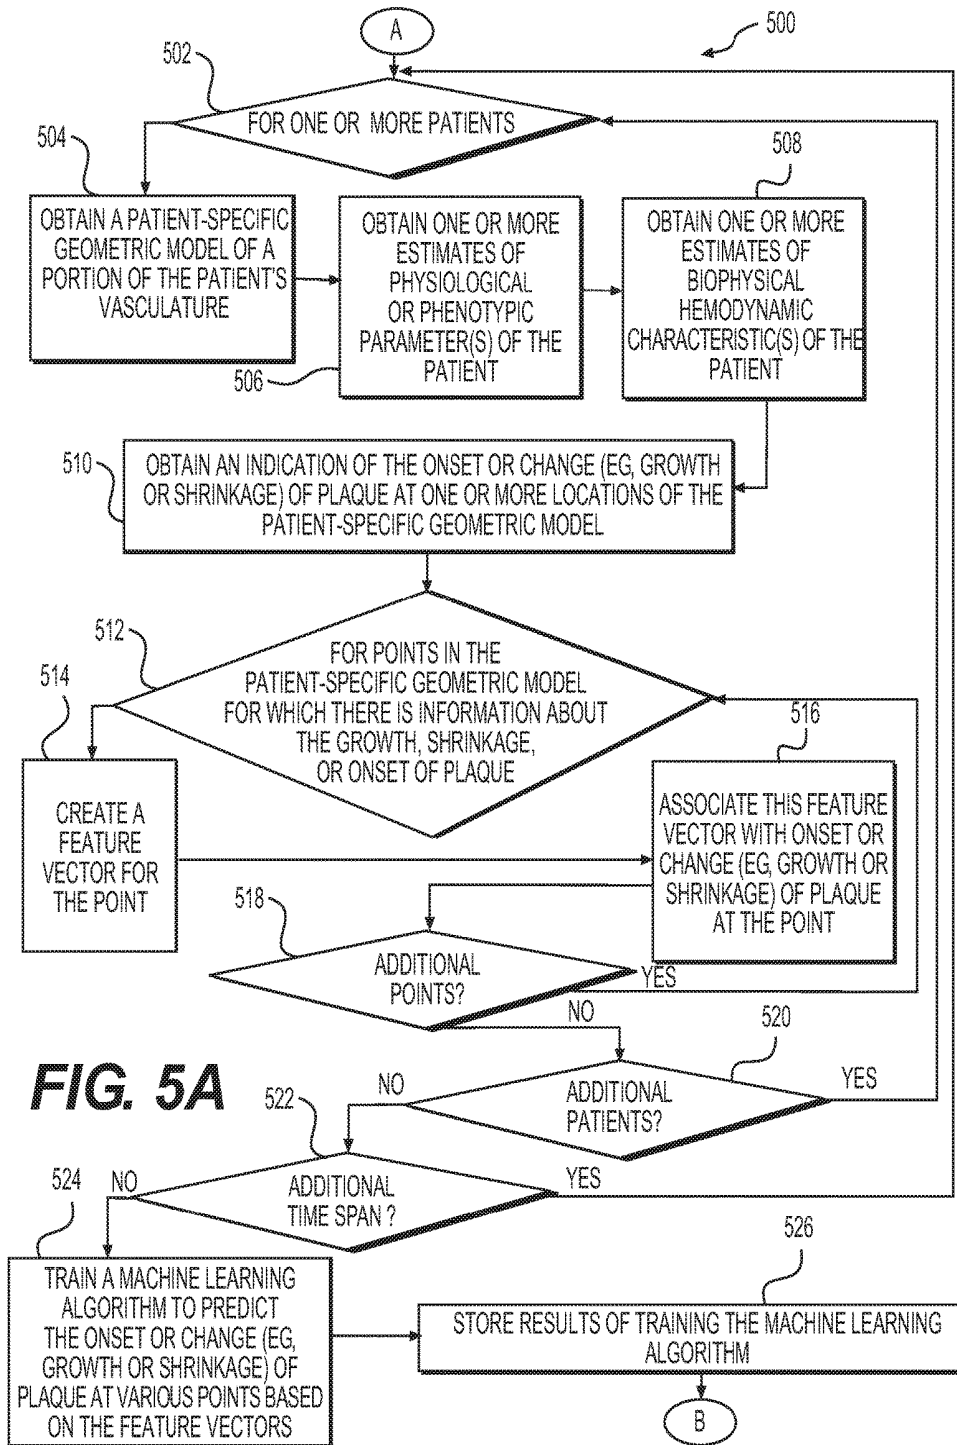 A
500
502
FOR ONE OR MORE PATIENTS
504
OBTAIN A PATIENT-SPECIFIC
GEOMETRIC MODEL OF A
PORTION OF THE PATIENT'S
VASCULATURE
OBTAIN ONE OR MORE
ESTIMATES OF
PHYSIOLOGICAL
OR PHENOTYPIC
PARAMETER(S) OF THE
PATIENT
506
508
OBTAIN ONE OR MORE
ESTIMATES OF
BIOPHYSICAL
HEMODYNAMIC
CHARACTERISTIC(S) OF THE
PATIENT
510
OBTAIN AN INDICATION OF THE ONSET OR CHANGE (EG, GROWTH
OR SHRINKAGE) OF PLAQUE AT ONE OR MORE LOCATIONS OF THE
PATIENT-SPECIFIC GEOMETRIC MODEL
512
FOR POINTS IN THE
PATIENT-SPECIFIC GEOMETRIC MODEL
FOR WHICH THERE IS INFORMATION ABOUT
THE GROWTH, SHRINKAGE,
OR ONSET OF PLAQUE
514
CREATE A
FEATURE
VECTOR FOR
THE POINT
516
ASSOCIATE THIS FEATURE
VECTOR WITH ONSET OR
CHANGE (EG, GROWTH OR
SHRINKAGE) OF PLAQUE
AT THE POINT
518
ADDITIONAL
POINTS?
YES
NO
520
ADDITIONAL
PATIENTS?
YES
NO
FIG. 5A
522
ADDITIONAL
TIME SPAN ?
YES
NO
524
TRAIN A MACHINE LEARNING
ALGORITHM TO PREDICT
THE ONSET OR CHANGE (EG,
GROWTH OR SHRINKAGE) OF
PLAQUE AT VARIOUS POINTS BASED
ON THE FEATURE VECTORS
526
STORE RESULTS OF TRAINING THE MACHINE LEARNING
ALGORITHM
B